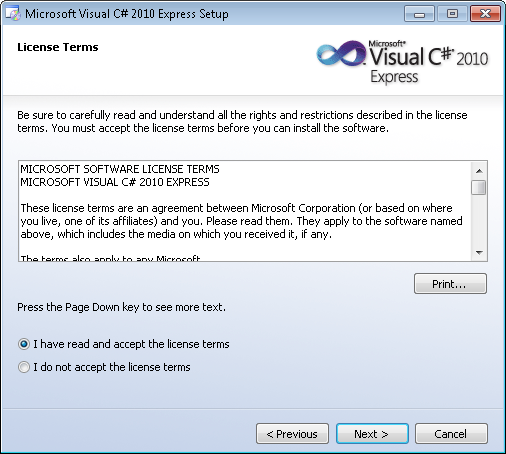 Microsoft Visual C# 2010 Express Setup
License Terms
Microsoft®
Visual C# 2010
Express
Be sure to carefully read and understand all the rights and restrictions described in the license
terms. You must accept the license terms before you can install the software.
MICROSOFT SOFTWARE LICENSE TERMS
MICROSOFT VISUAL C# 2010 EXPRESS
These license terms are an agreement between Microsoft Corporation (or based on where
you live, one of its affiliates) and you. Please read them. They apply to the software named
above, which includes the media on which you received it, if any.
The terms also apply to any Microsoft
Print...
Press the Page Down key to see more text.
I have read and accept the license terms
I do not accept the license terms
< Previous
Next >
Cancel